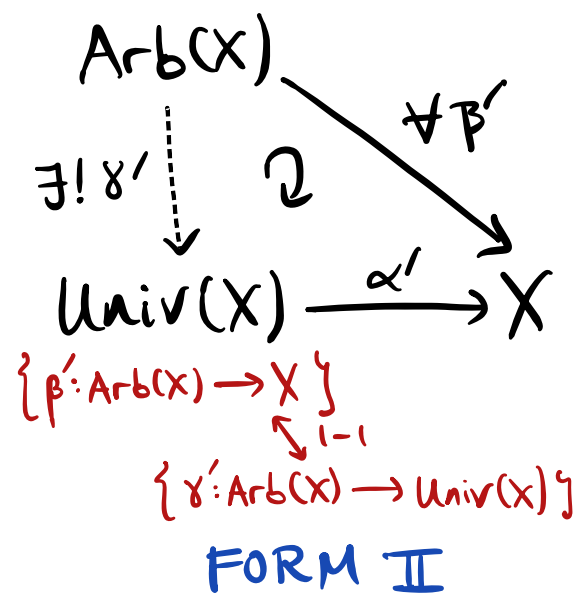 Arb(X)
∀ β′
∃! γ′
α′
Univ(X)
X
{β′: Arb(X) → X}
1-1
{γ′: Arb(X) → Univ(X)}
FORM II